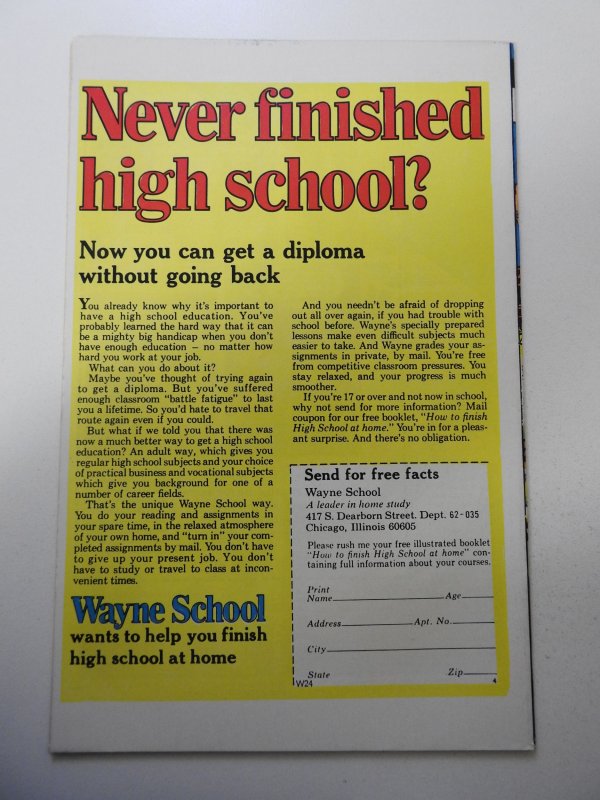 Never finished
high school?
Now you can get a diploma
without going back
You already know why it's important to
have a high school education. You've
probably learned the hard way that it can
be a mighty big handicap when you don't
have enough education — no matter how
hard you work at your job.
What can you do about it?
Maybe you've thought of trying again
to get a diploma. But you've suffered
enough classroom "battle fatigue" to last
you a lifetime. So you'd hate to travel that
route again even if you could.
But what if we told you that there was
now a much better way to get a high school
education? An adult way, which gives you
regular high school subjects and your choice
of practical business and vocational subjects
which give you background for one of a
number of career fields.
That's the unique Wayne School way.
You do your reading and assignments in
your spare time, in the relaxed atmosphere
of your own home, and "turn in" your com-
pleted assignments by mail. You don't have
to give up your present job. You don't
have to study or travel to class at incon-
venient times.
Wayne School
wants to help you finish
high school at home
And you needn't be afraid of dropping
out all over again, if you had trouble with
school before. Wayne's specially prepared
lessons make even difficult subjects much
easier to take. And Wayne grades your as-
signments in private, by mail. You're free
from competitive classroom pressures. You
stay relaxed, and your progress is much
smoother.
If you're 17 or over and not now in school,
why not send for more information? Mail
coupon for our free booklet, "How to finish
High School at home." You're in for a pleas-
ant surprise. And there's no obligation.
Send for free facts
Wayne School
A leader in home study
417 S. Dearborn Street. Dept. 62-035
Chicago, Illinois 60605
Please rush me your free illustrated booklet
"How to finish High School at home" con-
taining full information about your courses.
Print
Name Age
Address Apt. No.
City
State Zip
W24 4